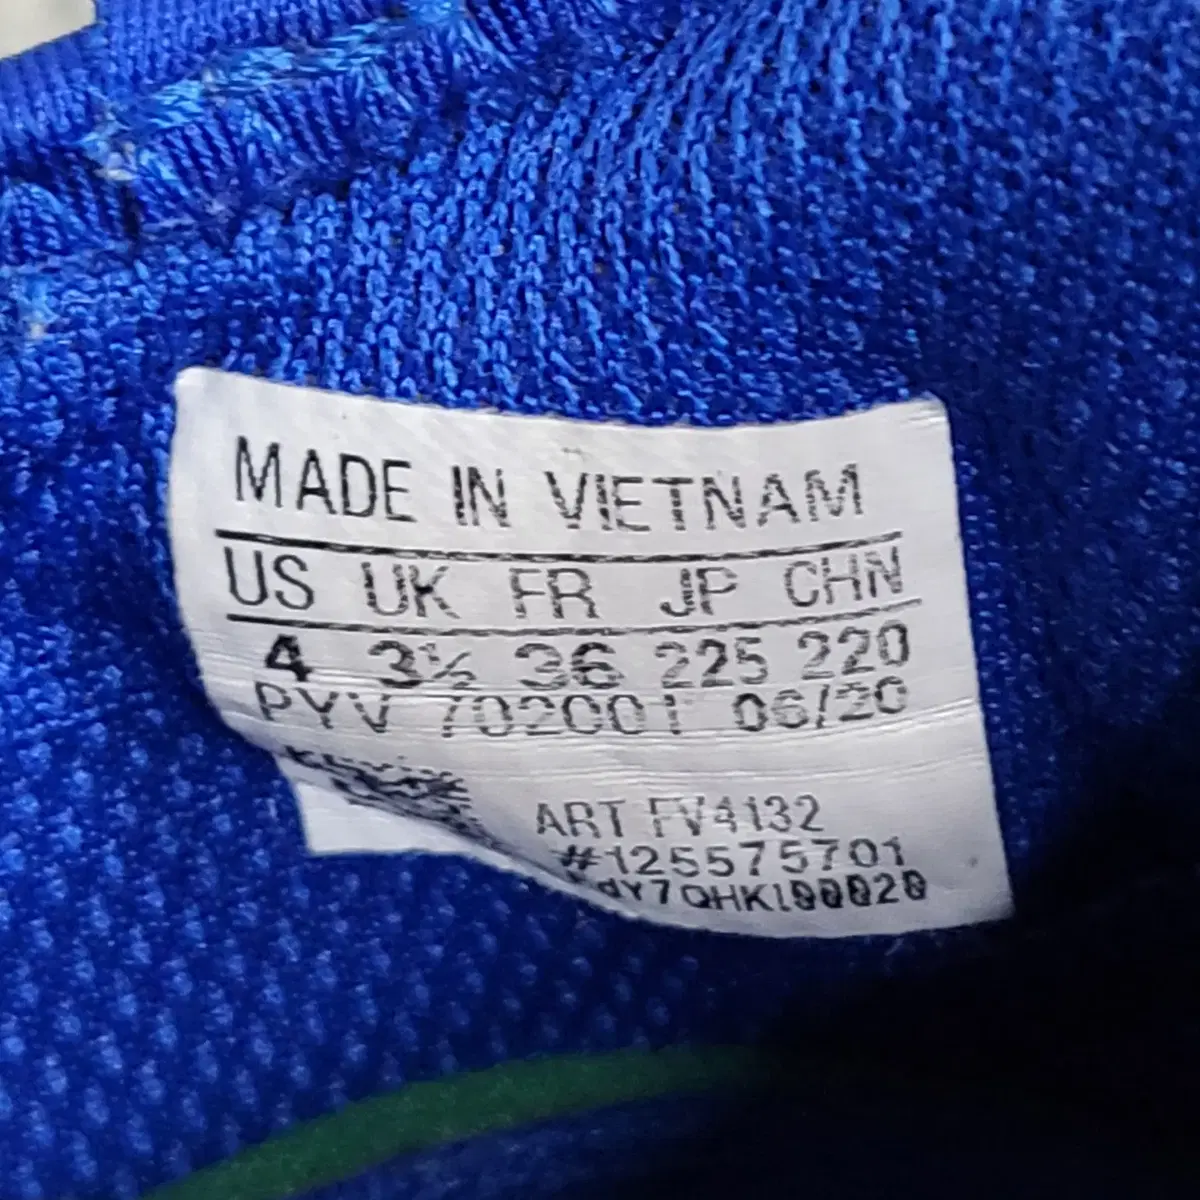 MADE IN VIETNAM
US UK FR JP CHN
4 3½ 36 225 220
PYV 702001 06/20
ART FV4132
#125575701